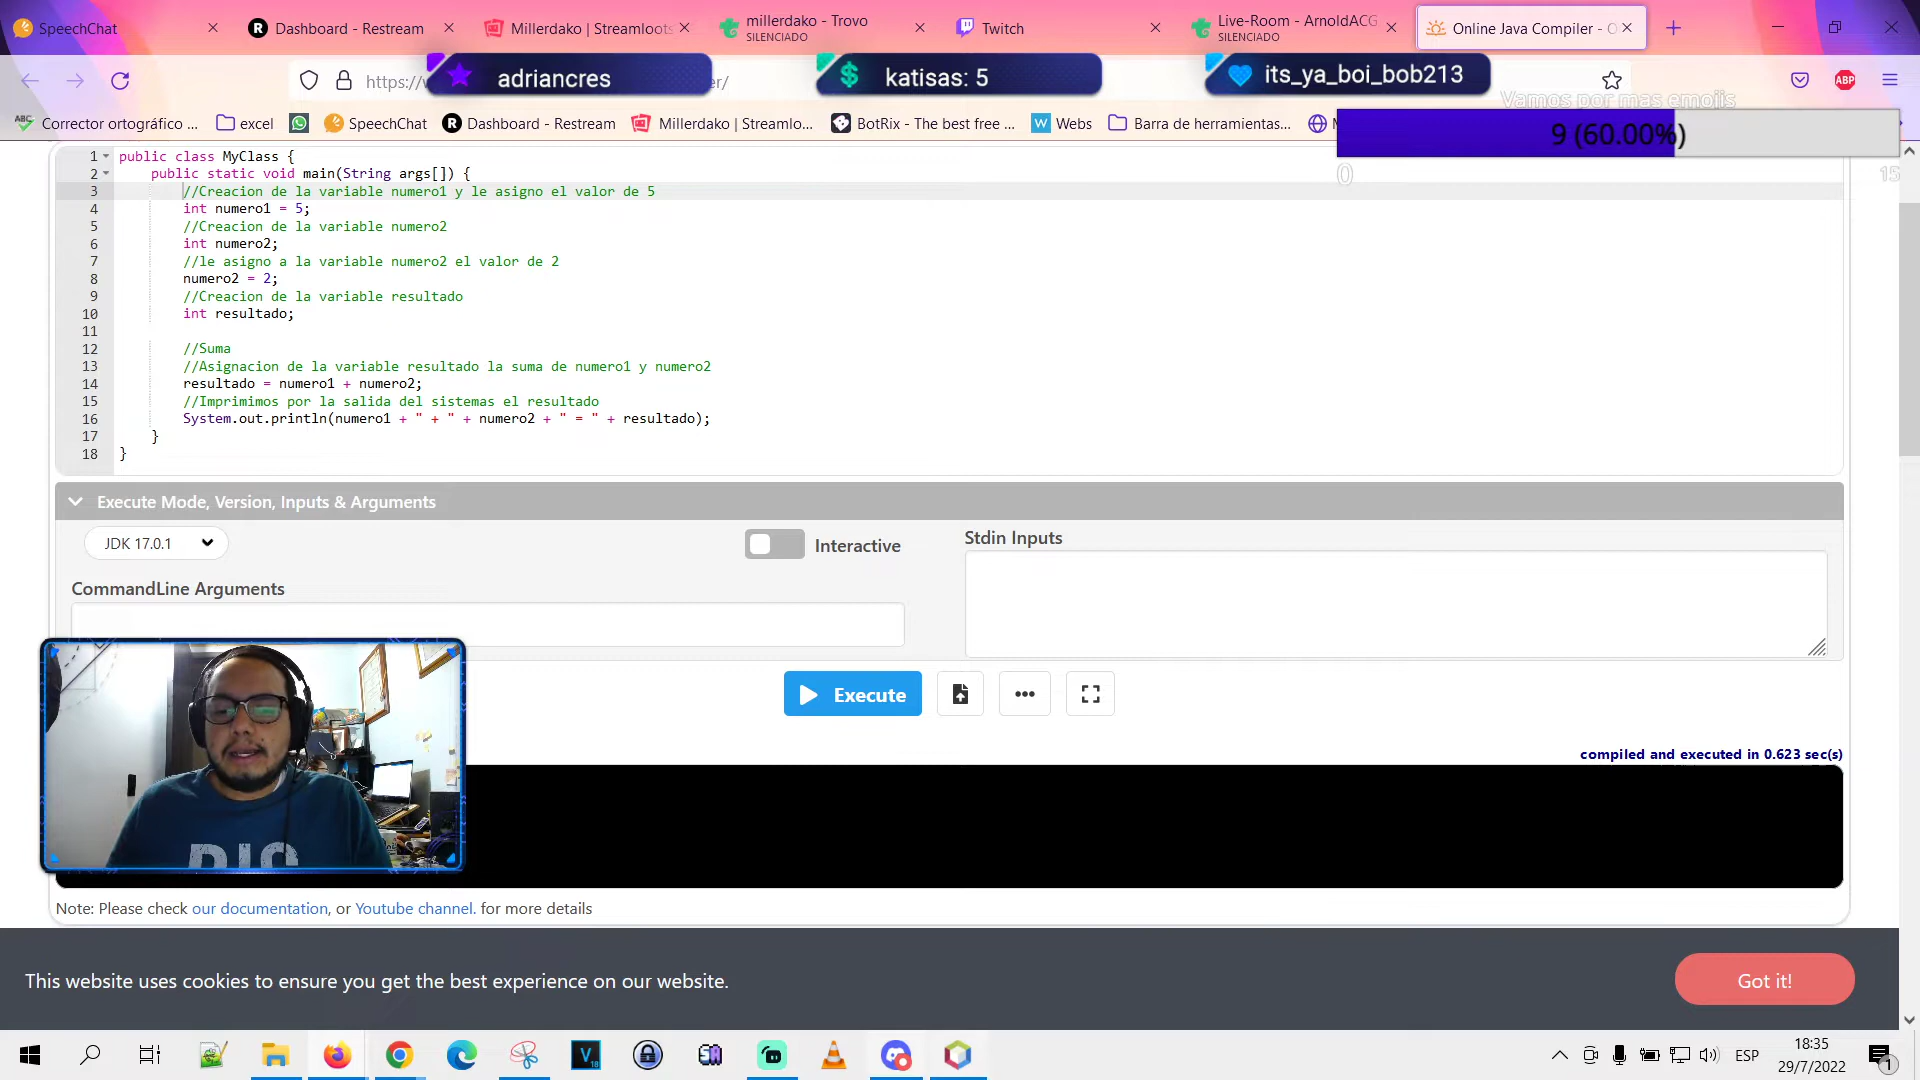 SpeechChat
Dashboard - Restream
Millerdako | Streamloots
millerdako - Trovo
SILENCIADO
Twitch
Live-Room - ArnoldACG
SILENCIADO
Online Java Compiler - O
https://
adriancres
katisas: 5
er/
its_ya_boi_bob213
ABP
Vamos por mas emojis
ABC
Corrector ortográfico ...
excel
SpeechChat
Dashboard - Restream
Millerdako | Streamlo...
BotRix - The best free ...
Webs
Barra de herramientas...
9 (60.00%)
0
15
1 public class MyClass {
2 public static void main(String args[]) {
3 //Creacion de la variable numero1 y le asigno el valor de 5
4 int numero1 = 5;
5 //Creacion de la variable numero2
6 int numero2;
7 //le asigno a la variable numero2 el valor de 2
8 numero2 = 2;
9 //Creacion de la variable resultado
10 int resultado;
11
12 //Suma
13 //Asignacion de la variable resultado la suma de numero1 y numero2
14 resultado = numero1 + numero2;
15 //Imprimimos por la salida del sistemas el resultado
16 System.out.println(numero1 + " + " + numero2 + " = " + resultado);
17 }
18 }
Execute Mode, Version, Inputs & Arguments
JDK 17.0.1
Interactive
Stdin Inputs
CommandLine Arguments
Execute
compiled and executed in 0.623 sec(s)
Note: Please check our documentation, or Youtube channel. for more details
This website uses cookies to ensure you get the best experience on our website.
Got it!
ESP
18:35
29/7/2022
1